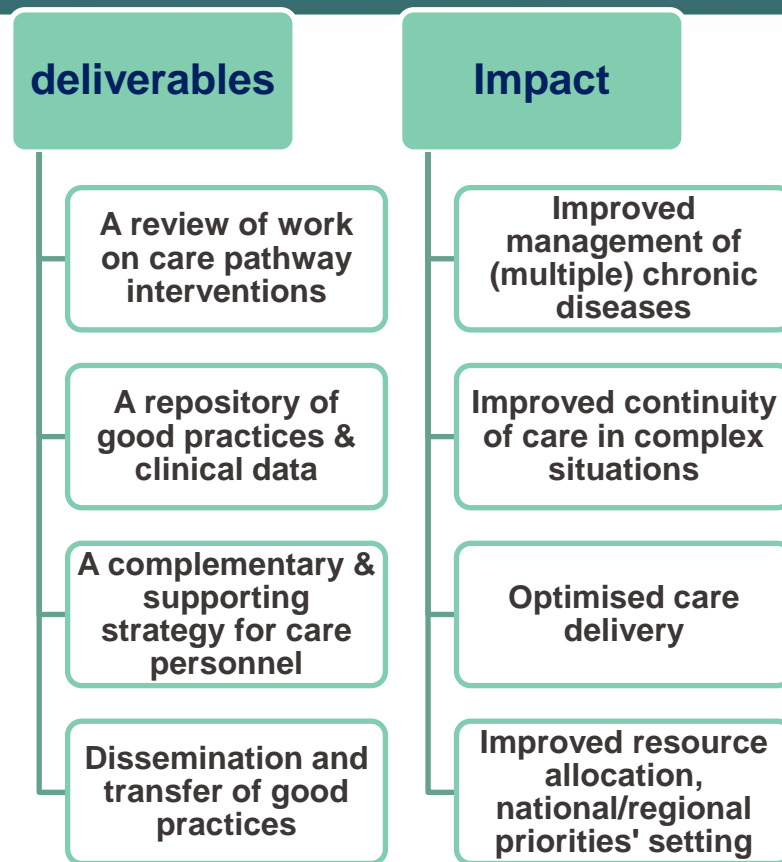 deliverables
A review of work
on care pathway
interventions
A repository of
good practices &
clinical data
A complementary &
supporting
strategy for care
personnel
Dissemination and
transfer of good
practices
Impact
Improved
management of
(multiple) chronic
diseases
Improved continuity
of care in complex
situations
Optimised care
delivery
Improved resource
allocation,
national/regional
priorities' setting